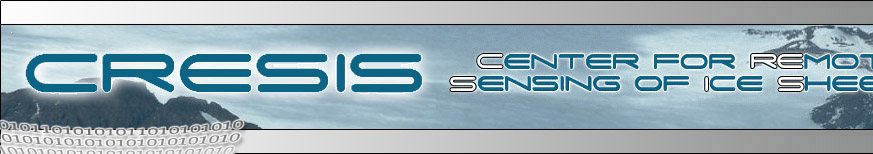 CRESIS
CENTER FOR REMOT
SENSING OF ICE SHEE